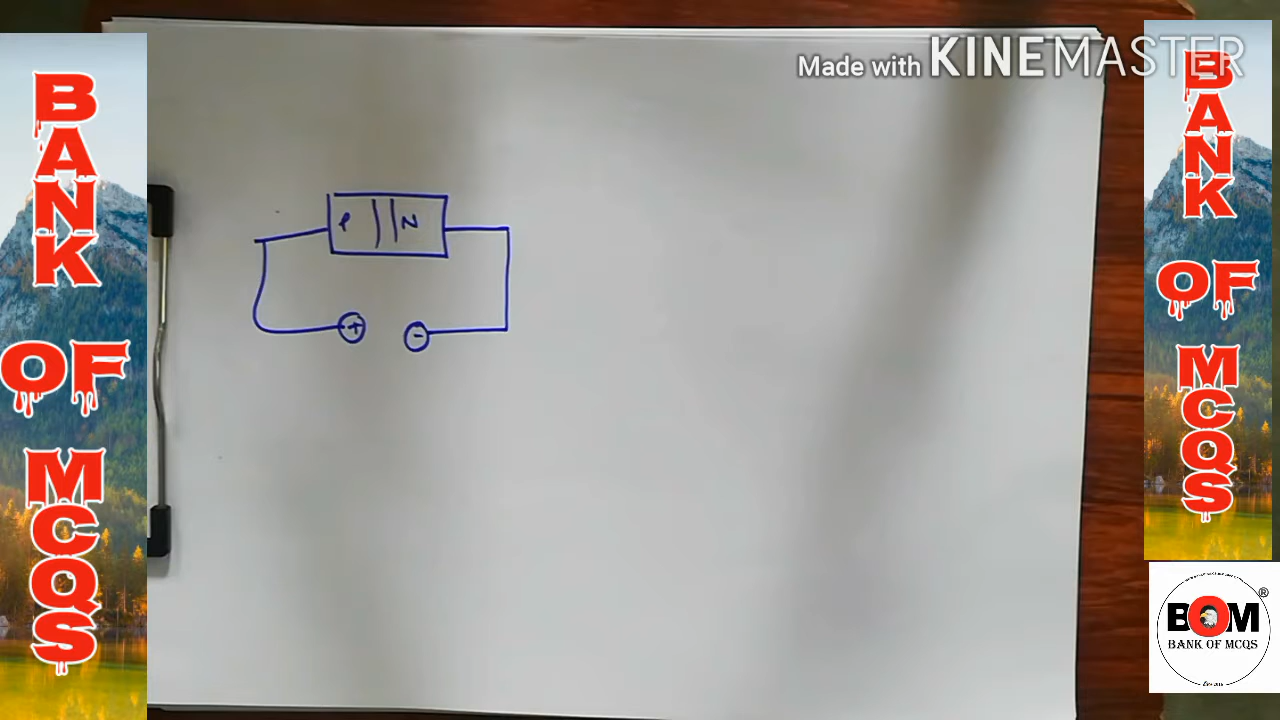 Made with KINEMASTER
BANK OF MCQS
P N
+ -
BANK OF MCQS
BOM ®
BANK OF MCQS